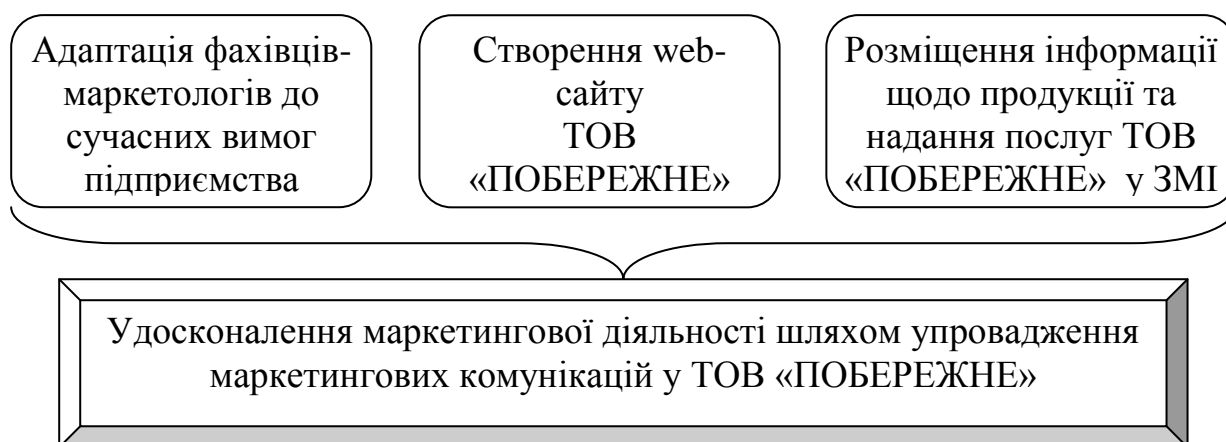 Адаптація фахівців-
маркетологів до
сучасних вимог
підприємства
Створення web-
сайту
ТОВ
«ПОБЕРЕЖНЕ»
Розміщення інформації
щодо продукції та
надання послуг ТОВ
«ПОБЕРЕЖНЕ» у ЗМІ
Удосконалення маркетингової діяльності шляхом упровадження
маркетингових комунікацій у ТОВ «ПОБЕРЕЖНЕ»